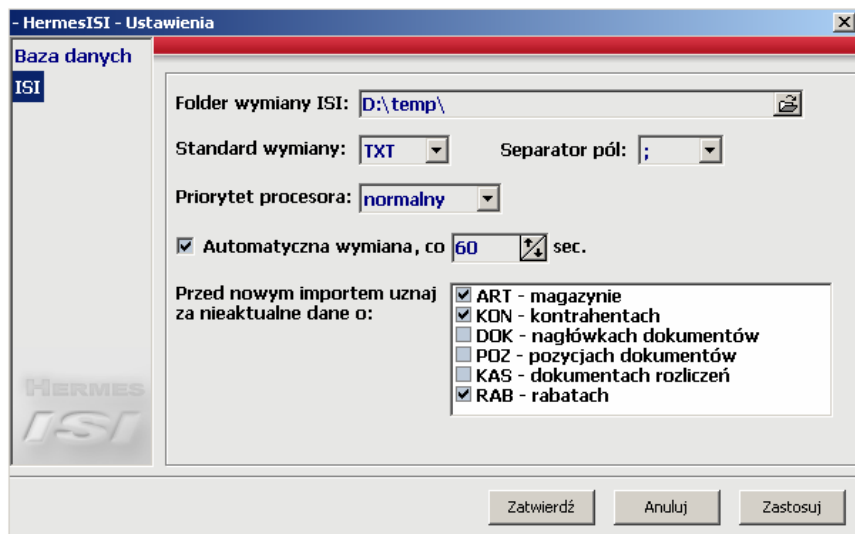 - HermesISI - Ustawienia
Baza danych
ISI
Folder wymiany ISI: D:\temp\
Standard wymiany: TXT Separator pól: ;
Priorytet procesora: normalny
Automatyczna wymiana, co 60 sec.
Przed nowym importem uznaj
za nieaktualne dane o:
ART - magazynie
KON - kontrahentach
DOK - nagłówkach dokumentów
POZ - pozycjach dokumentów
KAS - dokumentach rozliczeń
RAB - rabatach
HERMES
ISI
Zatwierdź Anuluj Zastosuj